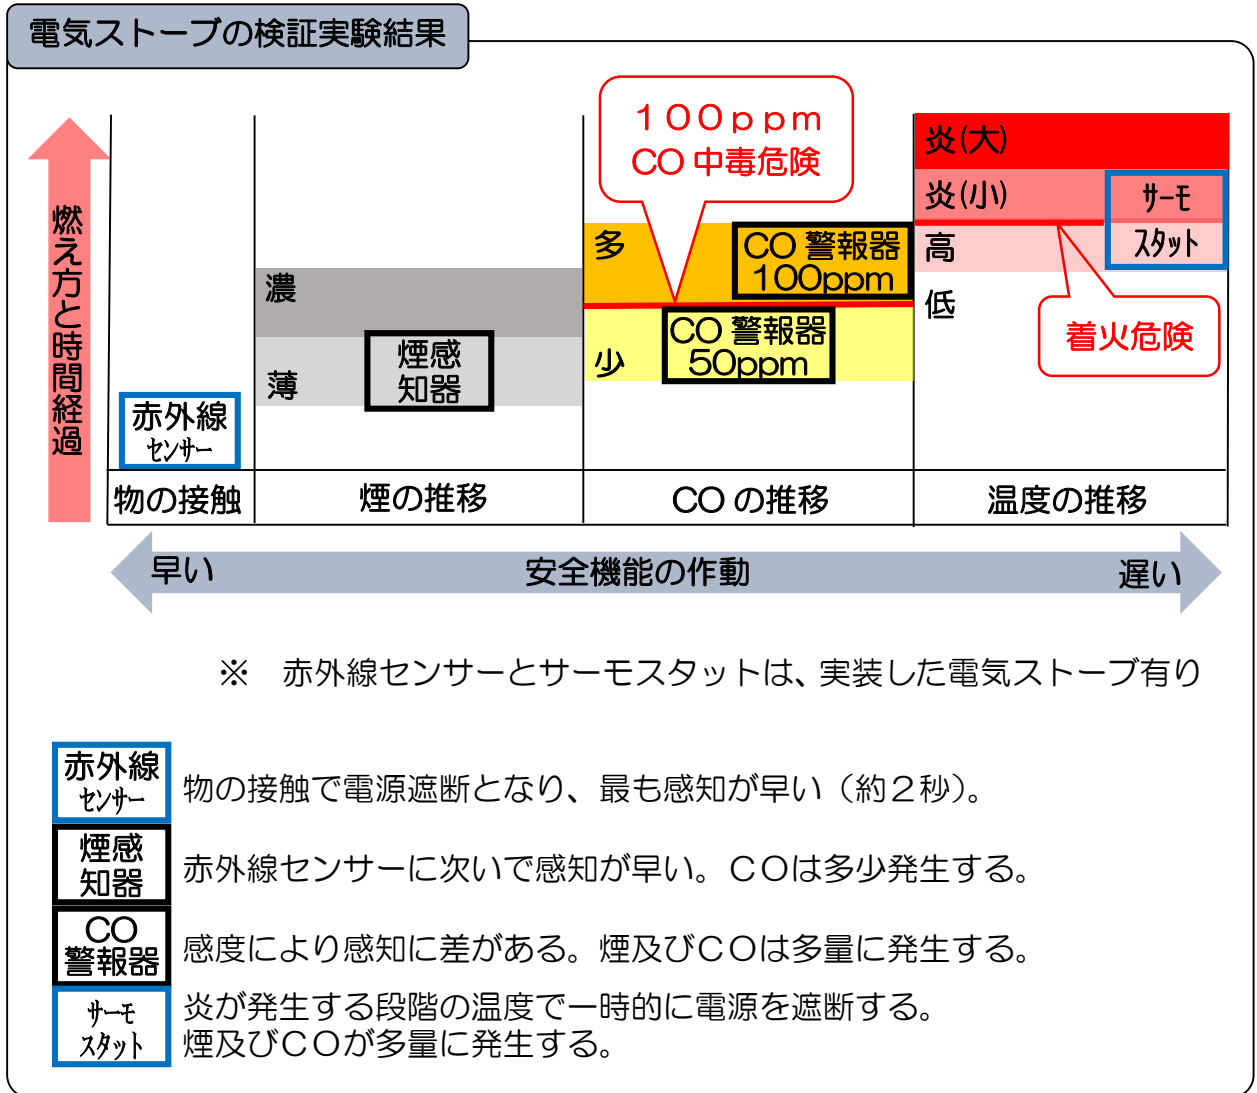 電気ストーブの検証実験結果
燃え方と時間経過
１００ｐｐｍ
CO 中毒危険
炎(大)
炎(小)
高
低
サーモ
スタット
着火危険
多
少
CO 警報器
100ppm
CO 警報器
50ppm
濃
薄
煙感
知器
赤外線
センサー
物の接触
煙の推移
CO の推移
温度の推移
早い
安全機能の作動
遅い
※　赤外線センサーとサーモスタットは、実装した電気ストーブ有り
赤外線
センサー
物の接触で電源遮断となり、最も感知が早い（約２秒）。
煙感
知器
赤外線センサーに次いで感知が早い。ＣＯは多少発生する。
CO
警報器
感度により感知に差がある。煙及びＣＯは多量に発生する。
サーモ
スタット
炎が発生する段階の温度で一時的に電源を遮断する。
煙及びＣＯが多量に発生する。